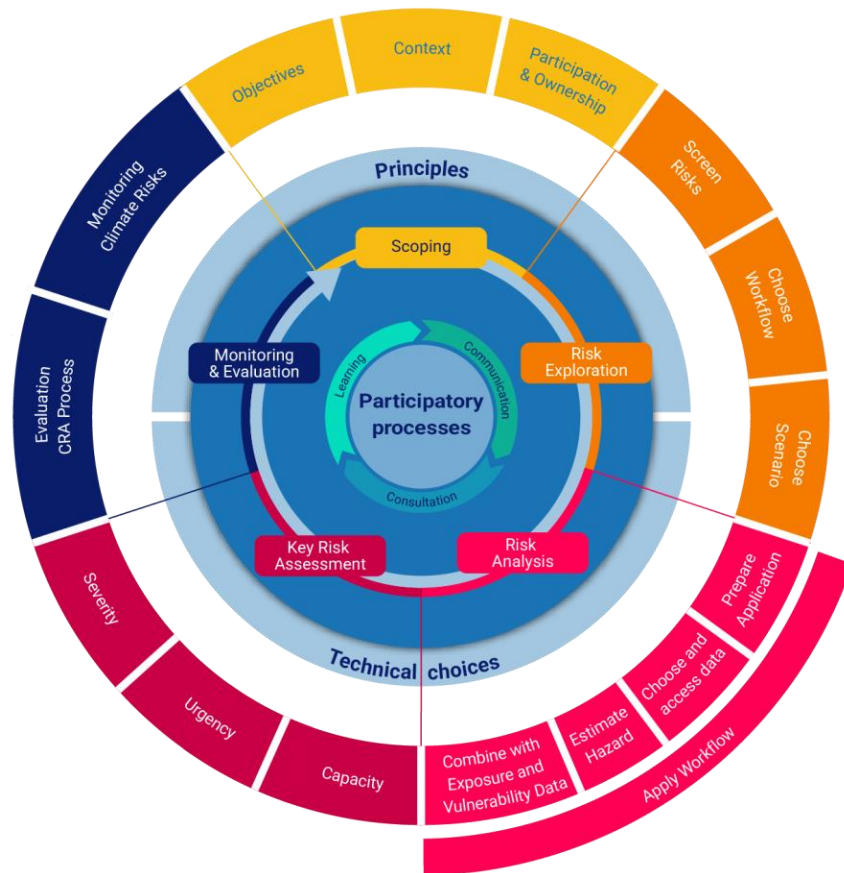 Objectives
Context
Participation
& Ownership
Screen
Risks
Choose
Workflow
Choose
Scenario
Prepare
Application
Choose and
access data
Estimate
Hazard
Combine with
Exposure and
Vulnerability Data
Apply Workflow
Capacity
Urgency
Severity
Evaluation
CRA Process
Monitoring
Climate Risks
Principles
Technical choices
Scoping
Risk
Exploration
Risk
Analysis
Key Risk
Assessment
Monitoring
& Evaluation
Learning
Communication
Consultation
Participatory
processes